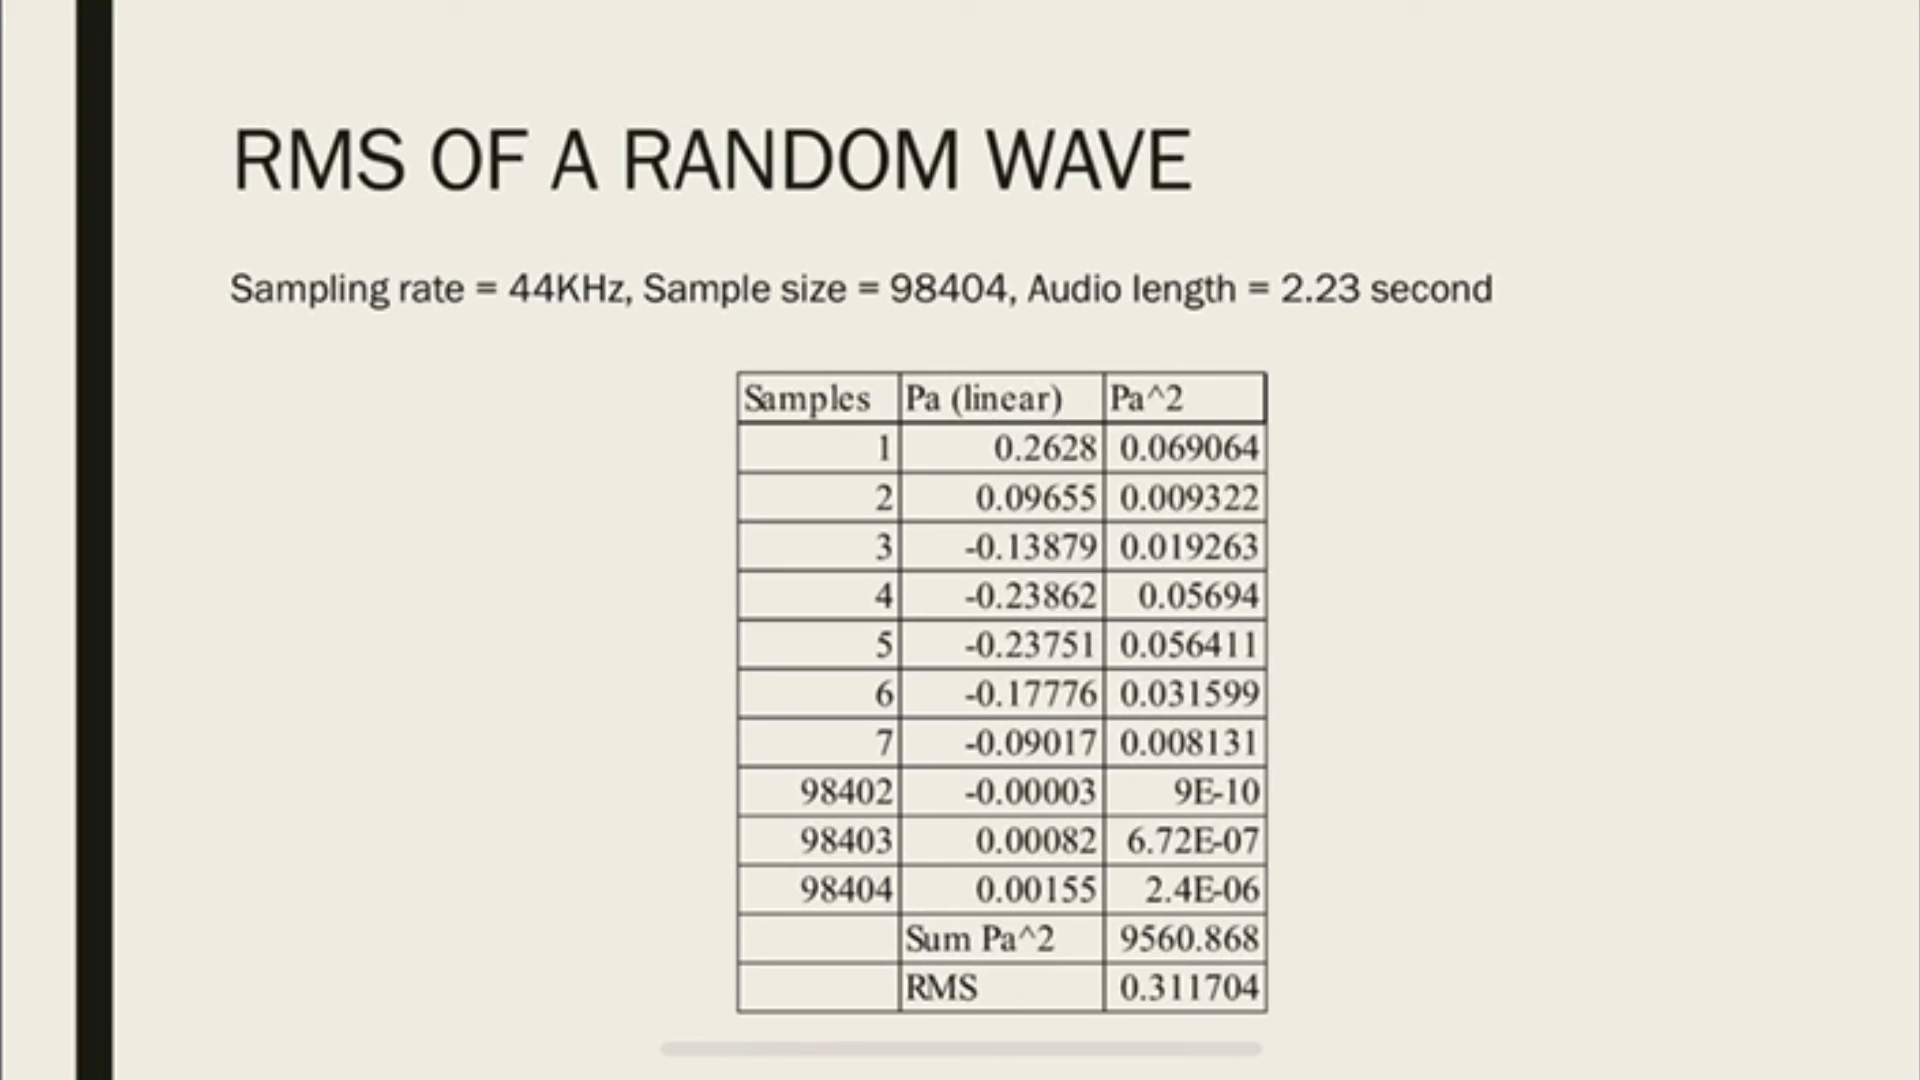 RMS OF A RANDOM WAVE
Sampling rate = 44KHz, Sample size = 98404, Audio length = 2.23 second
Samples Pa (linear) Pa^2
1 0.2628 0.069064
2 0.09655 0.009322
3 -0.13879 0.019263
4 -0.23862 0.05694
5 -0.23751 0.056411
6 -0.17776 0.031599
7 -0.09017 0.008131
98402 -0.00003 9E-10
98403 0.00082 6.72E-07
98404 0.00155 2.4E-06
Sum Pa^2 9560.868
RMS 0.311704